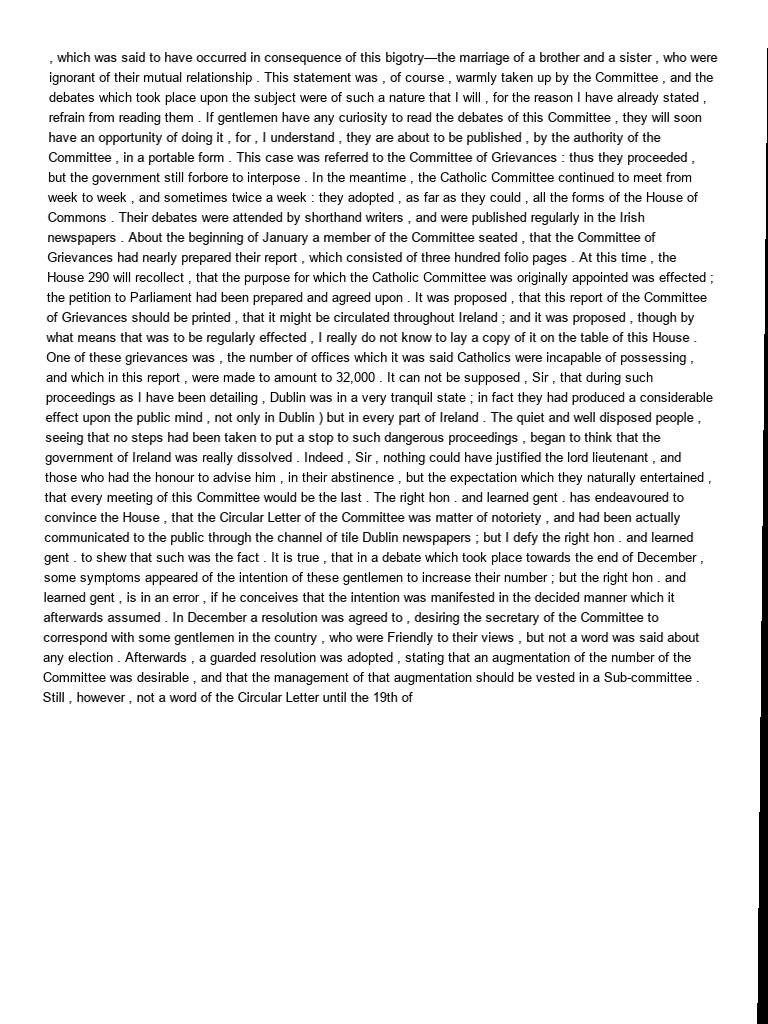 , which was said to have occurred in consequence of this bigotry—the marriage of a brother and a sister , who were
ignorant of their mutual relationship . This statement was , of course , warmly taken up by the Committee , and the
debates which took place upon the subject were of such a nature that I will , for the reason I have already stated ,
refrain from reading them . If gentlemen have any curiosity to read the debates of this Committee , they will soon
have an opportunity of doing it , for , I understand , they are about to be published , by the authority of the
Committee , in a portable form . This case was referred to the Committee of Grievances : thus they proceeded ,
but the government still forbore to interpose . In the meantime , the Catholic Committee continued to meet from
week to week , and sometimes twice a week : they adopted , as far as they could , all the forms of the House of
Commons . Their debates were attended by shorthand writers , and were published regularly in the Irish
newspapers . About the beginning of January a member of the Committee seated , that the Committee of
Grievances had nearly prepared their report , which consisted of three hundred folio pages . At this time , the
House 290 will recollect , that the purpose for which the Catholic Committee was originally appointed was effected ;
the petition to Parliament had been prepared and agreed upon . It was proposed , that this report of the Committee
of Grievances should be printed , that it might be circulated throughout Ireland ; and it was proposed , though by
what means that was to be regularly effected , I really do not know to lay a copy of it on the table of this House .
One of these grievances was , the number of offices which it was said Catholics were incapable of possessing ,
and which in this report , were made to amount to 32,000 . It can not be supposed , Sir , that during such
proceedings as I have been detailing , Dublin was in a very tranquil state ; in fact they had produced a considerable
effect upon the public mind , not only in Dublin ) but in every part of Ireland . The quiet and well disposed people ,
seeing that no steps had been taken to put a stop to such dangerous proceedings , began to think that the
government of Ireland was really dissolved . Indeed , Sir , nothing could have justified the lord lieutenant , and
those who had the honour to advise him , in their abstinence , but the expectation which they naturally entertained ,
that every meeting of this Committee would be the last . The right hon . and learned gent . has endeavoured to
convince the House , that the Circular Letter of the Committee was matter of notoriety , and had been actually
communicated to the public through the channel of tile Dublin newspapers ; but I defy the right hon . and learned
gent . to shew that such was the fact . It is true , that in a debate which took place towards the end of December ,
some symptoms appeared of the intention of these gentlemen to increase their number ; but the right hon . and
learned gent , is in an error , if he conceives that the intention was manifested in the decided manner which it
afterwards assumed . In December a resolution was agreed to , desiring the secretary of the Committee to
correspond with some gentlemen in the country , who were Friendly to their views , but not a word was said about
any election . Afterwards , a guarded resolution was adopted , stating that an augmentation of the number of the
Committee was desirable , and that the management of that augmentation should be vested in a Sub-committee .
Still , however , not a word of the Circular Letter until the 19th of